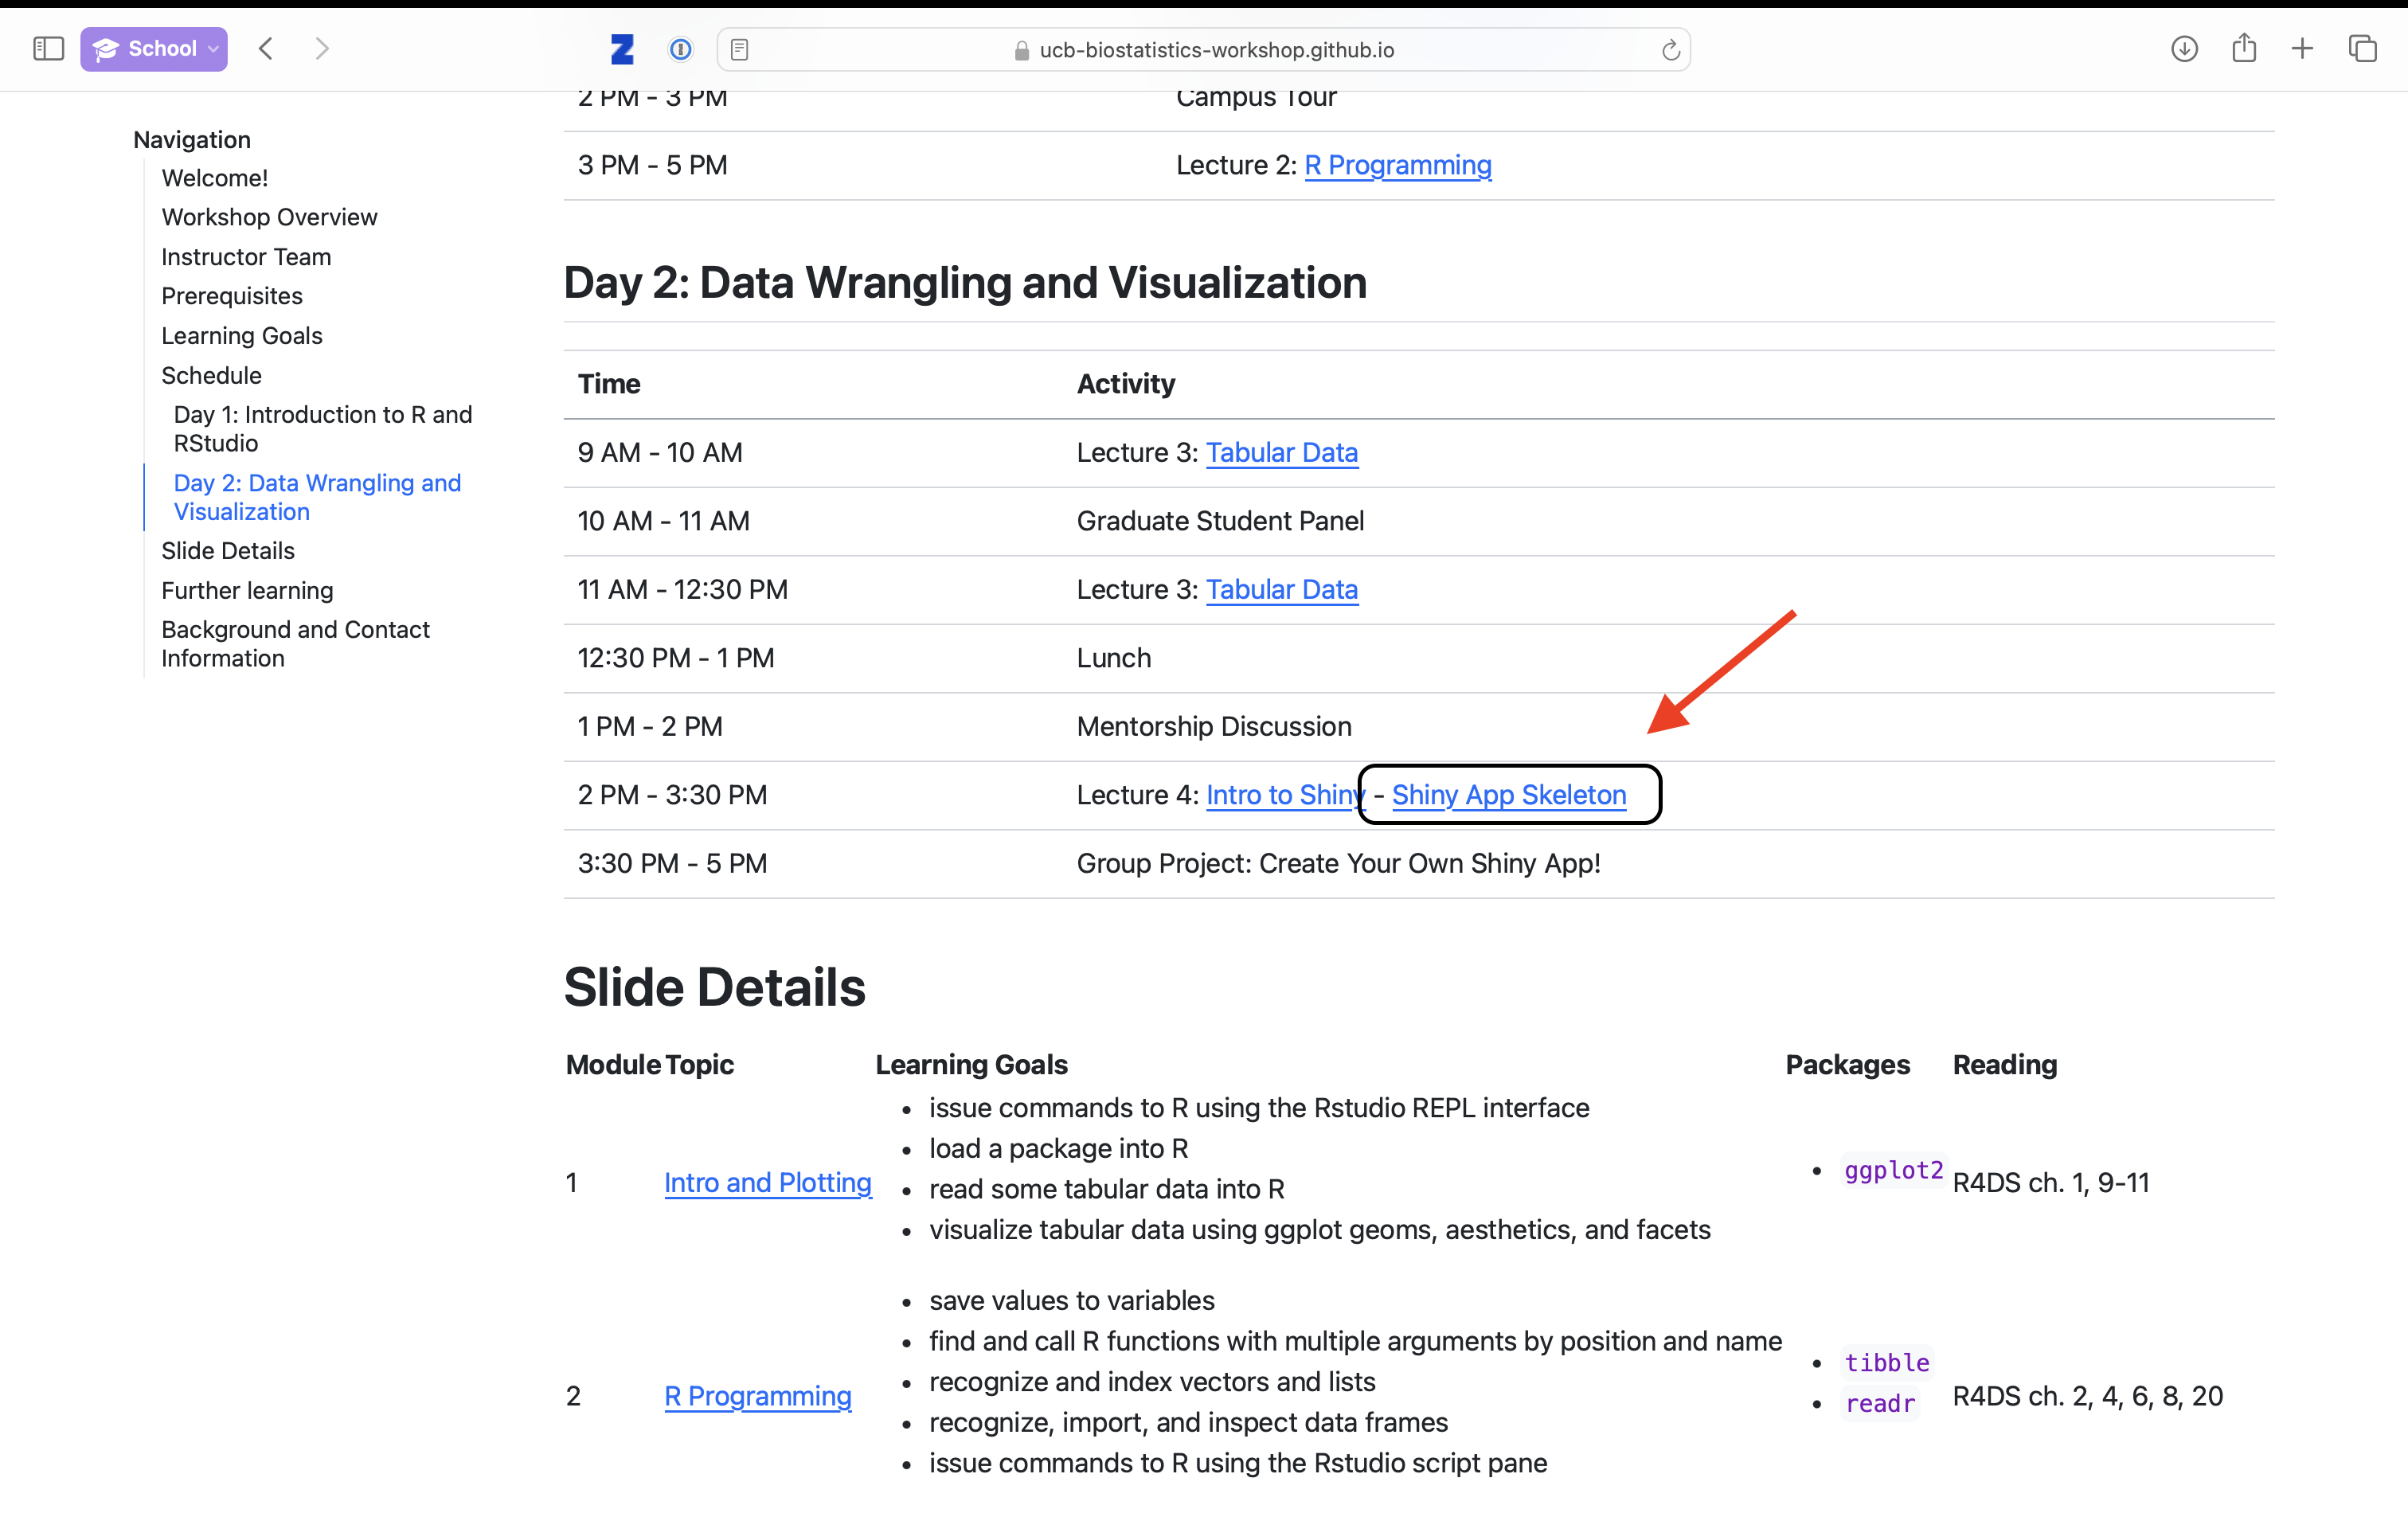 School
ucb-biostatistics-workshop.github.io
Navigation
Welcome!
Workshop Overview
Instructor Team
Prerequisites
Learning Goals
Schedule
Day 1: Introduction to R and
RStudio
Day 2: Data Wrangling and
Visualization
Slide Details
Further learning
Background and Contact
Information
2 PM - 3 PM Campus Tour
3 PM - 5 PM Lecture 2: R Programming
Day 2: Data Wrangling and Visualization
Time Activity
9 AM - 10 AM Lecture 3: Tabular Data
10 AM - 11 AM Graduate Student Panel
11 AM - 12:30 PM Lecture 3: Tabular Data
12:30 PM - 1 PM Lunch
1 PM - 2 PM Mentorship Discussion
2 PM - 3:30 PM Lecture 4: Intro to Shiny - Shiny App Skeleton
3:30 PM - 5 PM Group Project: Create Your Own Shiny App!
Slide Details
Module Topic Learning Goals Packages Reading
1 Intro and Plotting
• issue commands to R using the Rstudio REPL interface
• load a package into R
• read some tabular data into R
• visualize tabular data using ggplot geoms, aesthetics, and facets
• ggplot2
R4DS ch. 1, 9-11
2 R Programming
• save values to variables
• find and call R functions with multiple arguments by position and name
• recognize and index vectors and lists
• recognize, import, and inspect data frames
• issue commands to R using the Rstudio script pane
• tibble
• readr
R4DS ch. 2, 4, 6, 8, 20